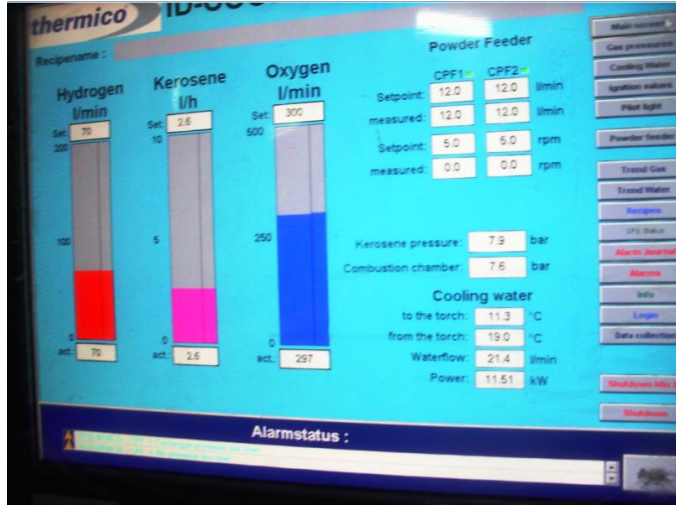 thermico
Recipename :
Powder Feeder
CPF1 CPF2
Setpoint: 12.0 12.0 l/min
measured: 12.0 12.0 l/min
Setpoint: 5.0 5.0 rpm
measured: 0.0 0.0 rpm
Hydrogen l/min
Set: 70
200
100
0
act.: 70
Kerosene l/h
Set: 2.6
10
5
0
act.: 2.6
Oxygen l/min
Set: 300
500
250
0
act.: 297
Kerosene pressure: 7.9 bar
Combustion chamber: 7.6 bar
Cooling water
to the torch: 11.3 °C
from the torch: 19.0 °C
Waterflow: 21.4 l/min
Power: 11.51 kW
Main screen
Gas pressures
Cooling Water
Ignition values
Pilot light
Powder feeder
Trend Gas
Trend Water
Recipes
Status
Alarm Journal
Alarms
Info
Login
Data collection
Shutdown Win
Shutdown
Alarmstatus :